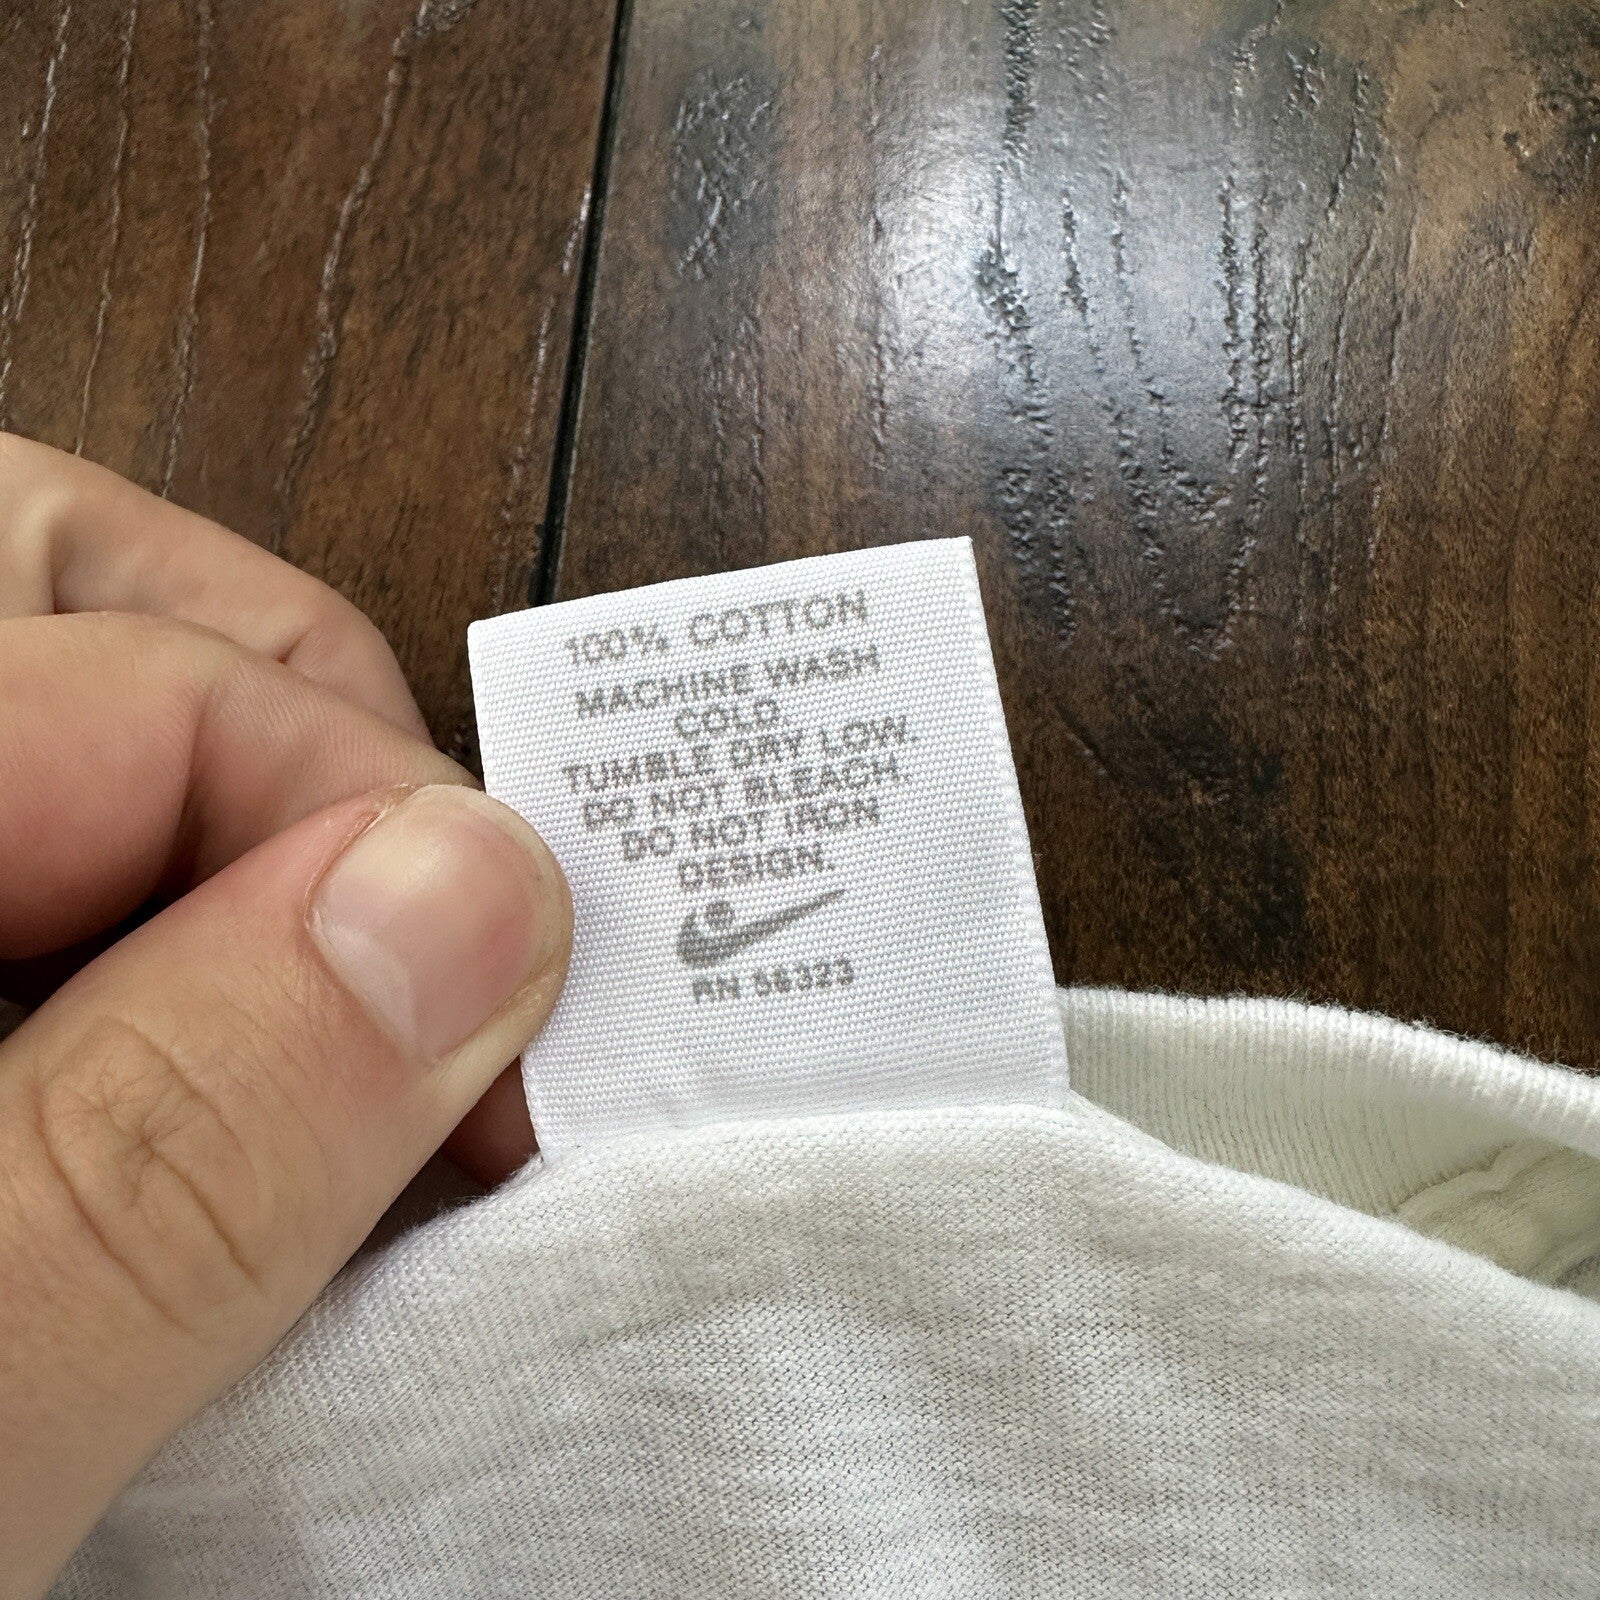 100% COTTON
MACHINE WASH
COLD.
TUMBLE DRY LOW.
DO NOT BLEACH.
DO NOT IRON
DESIGN.
RN 56323